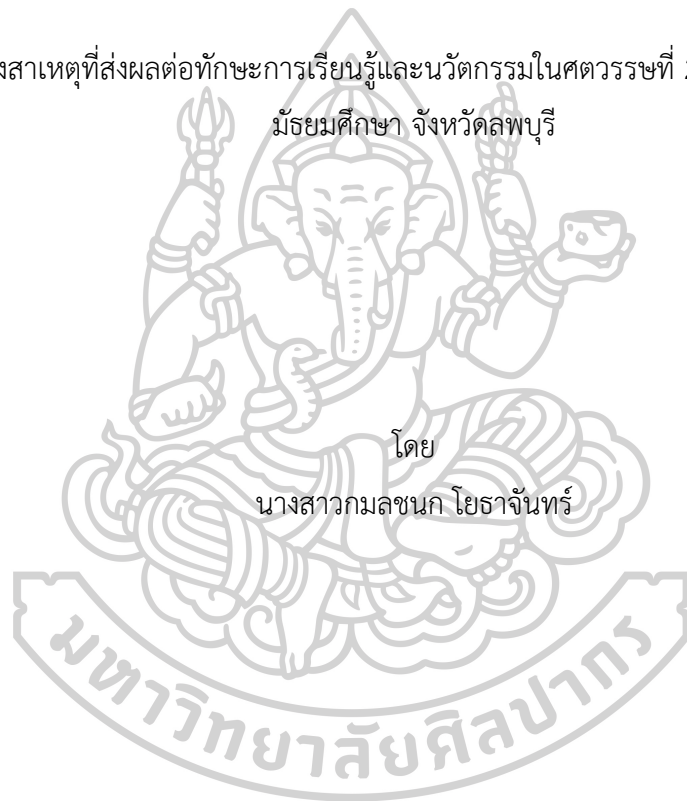 งสาเหตุที่ส่งผลต่อทักษะการเรียนรู้และนวัตกรรมในศตวรรษที่
มัธยมศึกษา จังหวัดลพบุรี
โดย
นางสาวกมลชนก โยธาจันทร์
มหาวิทยาลัยศิลปากร